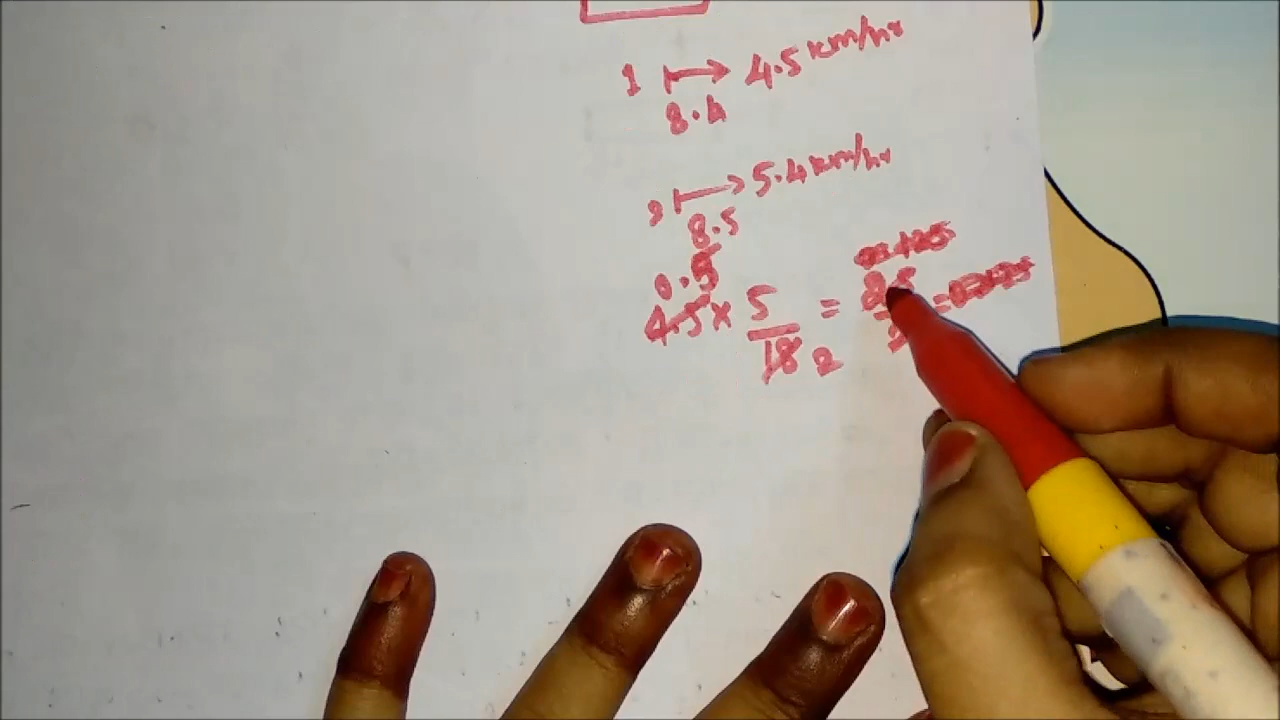 1 → 4.5 km/hr
8.4
2 → 5.4 km/hr
8.5
0.5
4.5 × 5/18 =
2